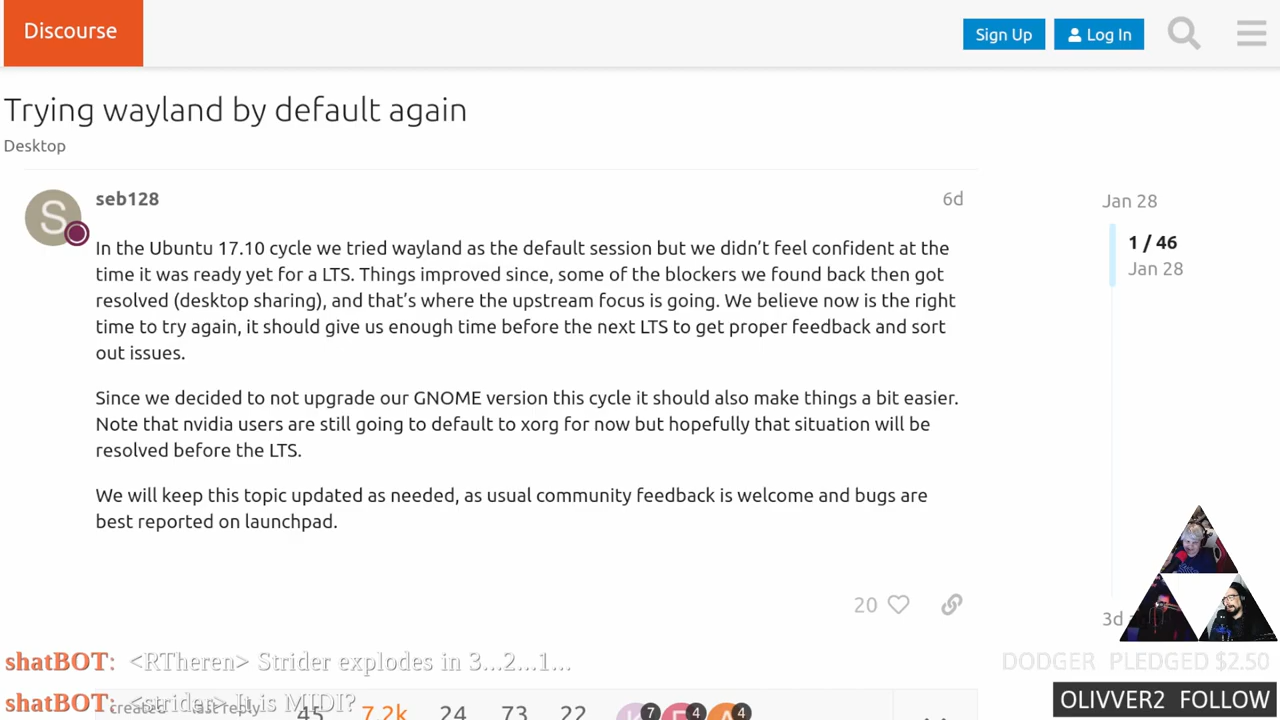 Discourse
Sign Up
Log In
Trying wayland by default again
Desktop
S
seb128
6d
In the Ubuntu 17.10 cycle we tried wayland as the default session but we didn’t feel confident at the
time it was ready yet for a LTS. Things improved since, some of the blockers we found back then got
resolved (desktop sharing), and that’s where the upstream focus is going. We believe now is the right
time to try again, it should give us enough time before the next LTS to get proper feedback and sort
out issues.
Since we decided to not upgrade our GNOME version this cycle it should also make things a bit easier.
Note that nvidia users are still going to default to xorg for now but hopefully that situation will be
resolved before the LTS.
We will keep this topic updated as needed, as usual community feedback is welcome and bugs are
best reported on launchpad.
Jan 28
1 / 46
Jan 28
20
3d
shatBOT: <RTheren> Strider explodes in 3...2...1...
DODGER PLEDGED $2.50
shatBOT: <strider> It is MIDI?
created last reply
45 7.2k 24 73 22
7 4 4
OLIVVER2 FOLLOW